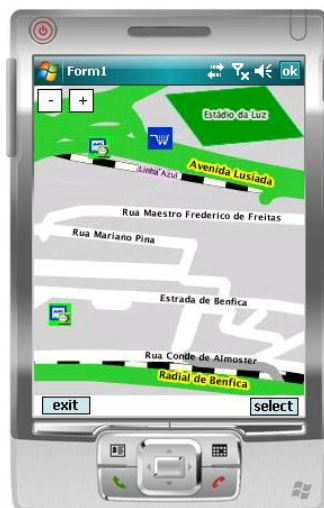 Form1
ok
- +
Estádio da Luz
Linha Azul
Avenida Lusiada
Rua Maestro Frederico de Freitas
Rua Mariano Pina
Estrada de Benfica
Rua Conde de Almoster
Radial de Benfica
exit
select